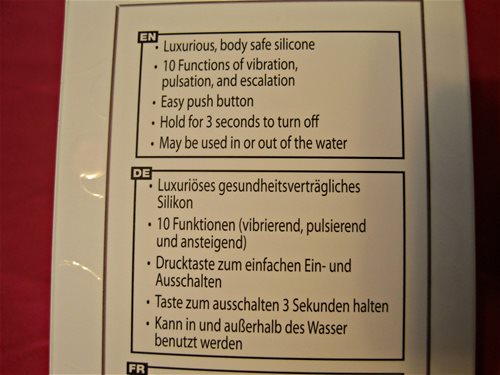 EN
• Luxurious, body safe silicone
• 10 Functions of vibration,
pulsation, and escalation
• Easy push button
• Hold for 3 seconds to turn off
• May be used in or out of the water
DE
• Luxuriöses gesundheitsverträgliches
Silikon
• 10 Funktionen (vibrierend, pulsierend
und ansteigend)
• Drucktaste zum einfachen Ein- und
Ausschalten
• Taste zum ausschalten 3 Sekunden halten
• Kann in und außerhalb des Wasser
benutzt werden
FR